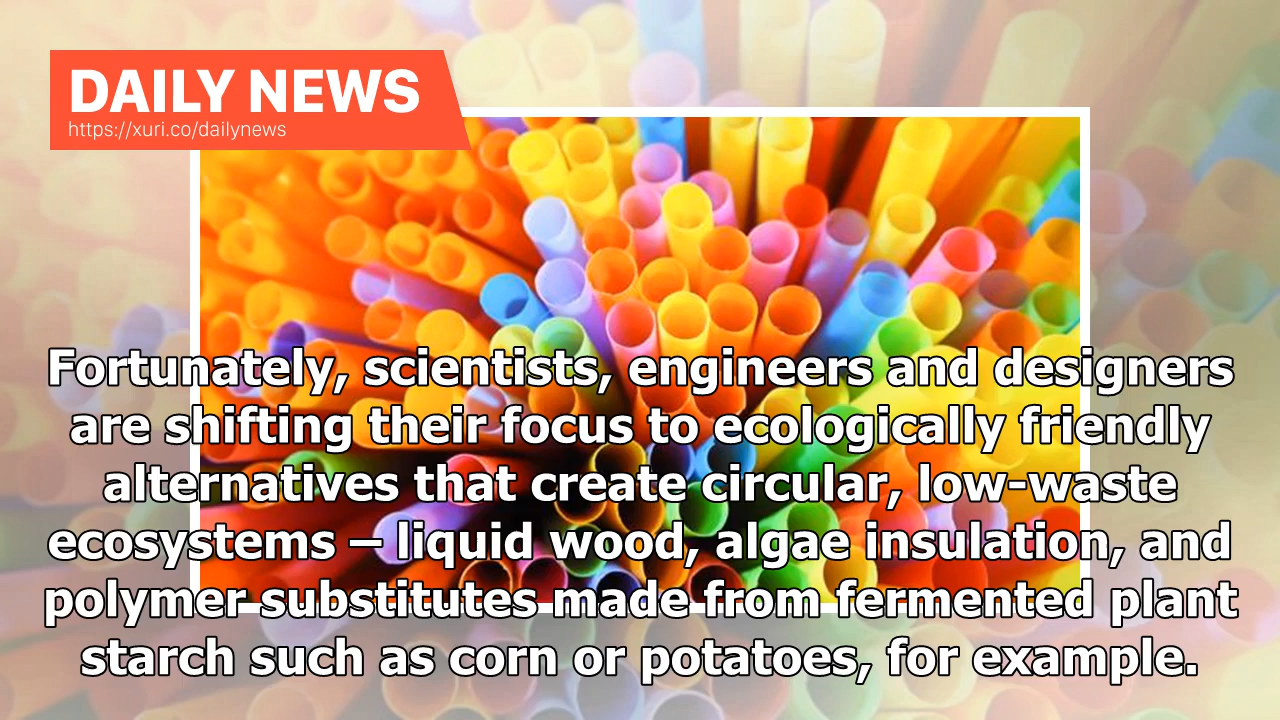 DAILY NEWS
https://xuri.co/dailynews
Fortunately, scientists, engineers and designers
are shifting their focus to ecologically friendly
alternatives that create circular, low-waste
ecosystems – liquid wood, algae insulation, and
polymer substitutes made from fermented plant
starch such as corn or potatoes, for example.